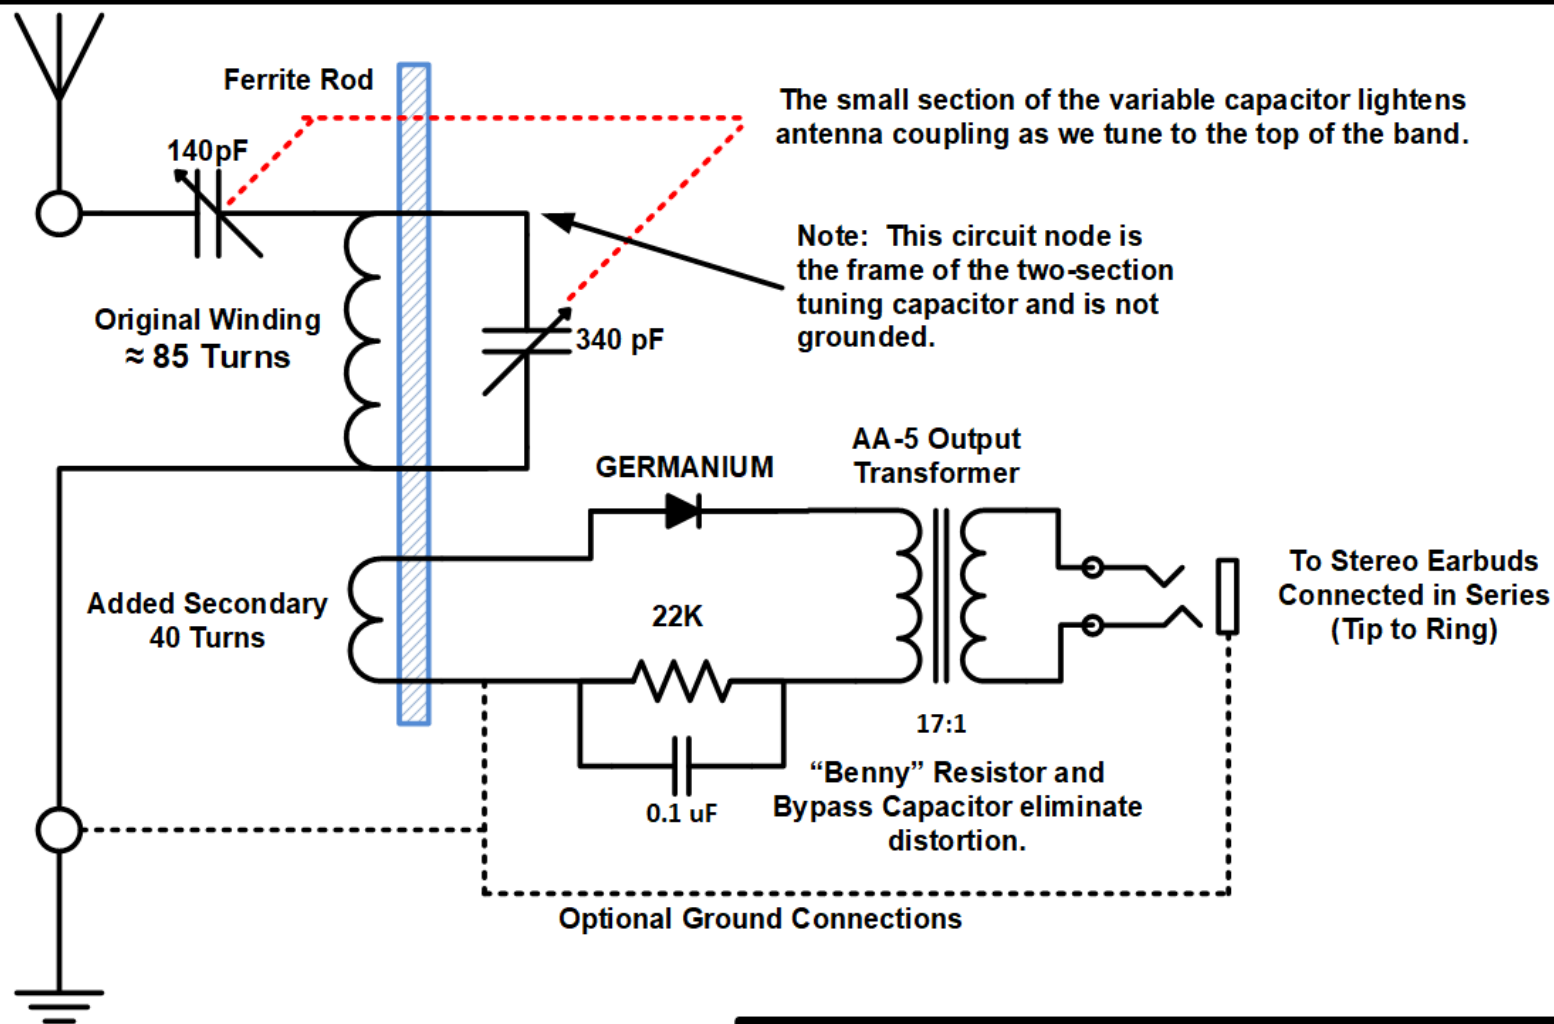 Ferrite Rod
140pF
The small section of the variable capacitor lightens
antenna coupling as we tune to the top of the band.
Note:  This circuit node is
the frame of the two-section
tuning capacitor and is not
grounded.
Original Winding
≈ 85 Turns
340 pF
AA-5 Output
Transformer
GERMANIUM
To Stereo Earbuds
Connected in Series
(Tip to Ring)
Added Secondary
40 Turns
22K
17:1
0.1 uF
“Benny” Resistor and
Bypass Capacitor eliminate
distortion.
Optional Ground Connections